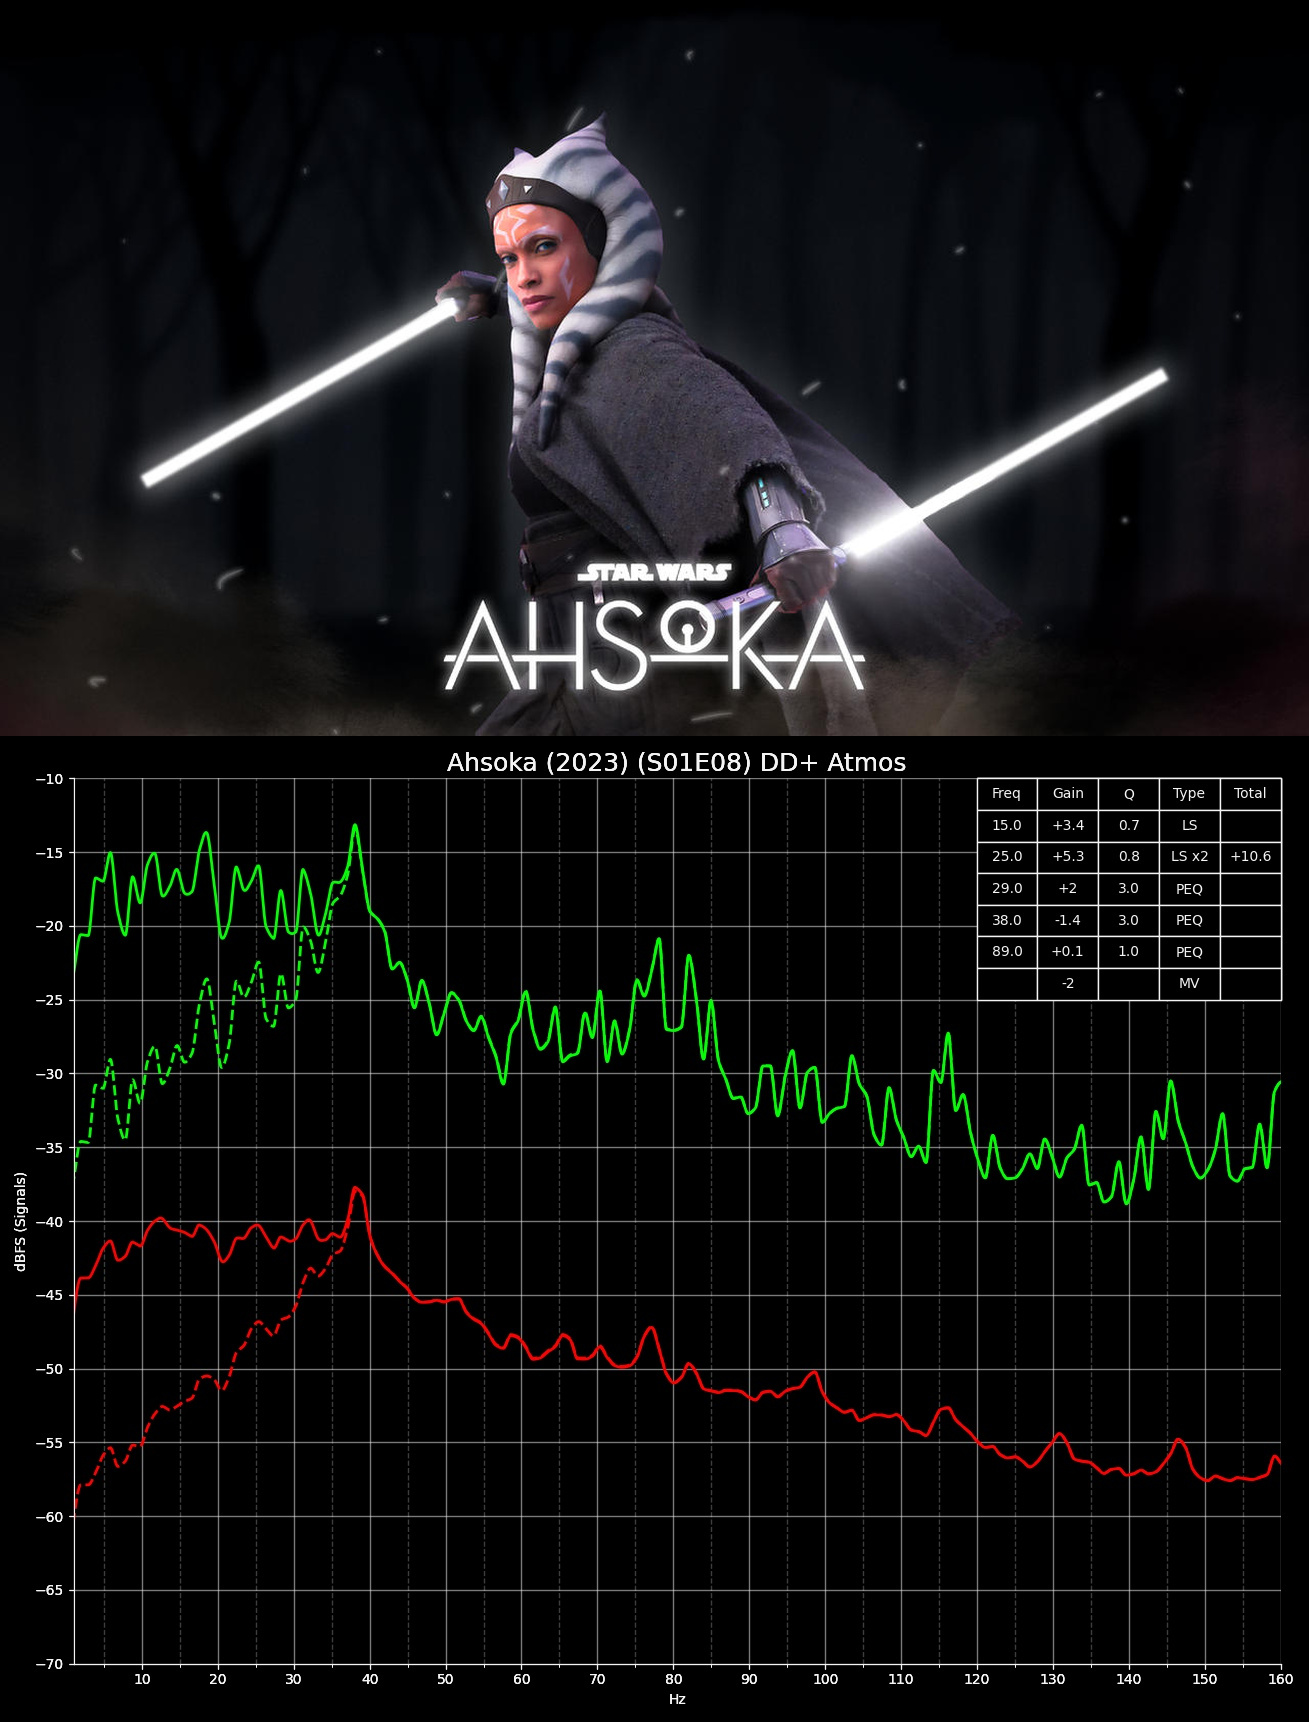 STAR WARS
AHSOKA
Ahsoka (2023) (S01E08) DD+ Atmos
Freq Gain Q Type Total
15.0 +3.4 0.7 LS
25.0 +5.3 0.8 LS x2 +10.6
29.0 +2 3.0 PEQ
38.0 -1.4 3.0 PEQ
89.0 +0.1 1.0 PEQ
-2 MV
−10
−15
−20
−25
−30
−35
−40
−45
−50
−55
−60
−65
−70
dBFS (Signals)
10 20 30 40 50 60 70 80 90 100 110 120 130 140 150 160
Hz